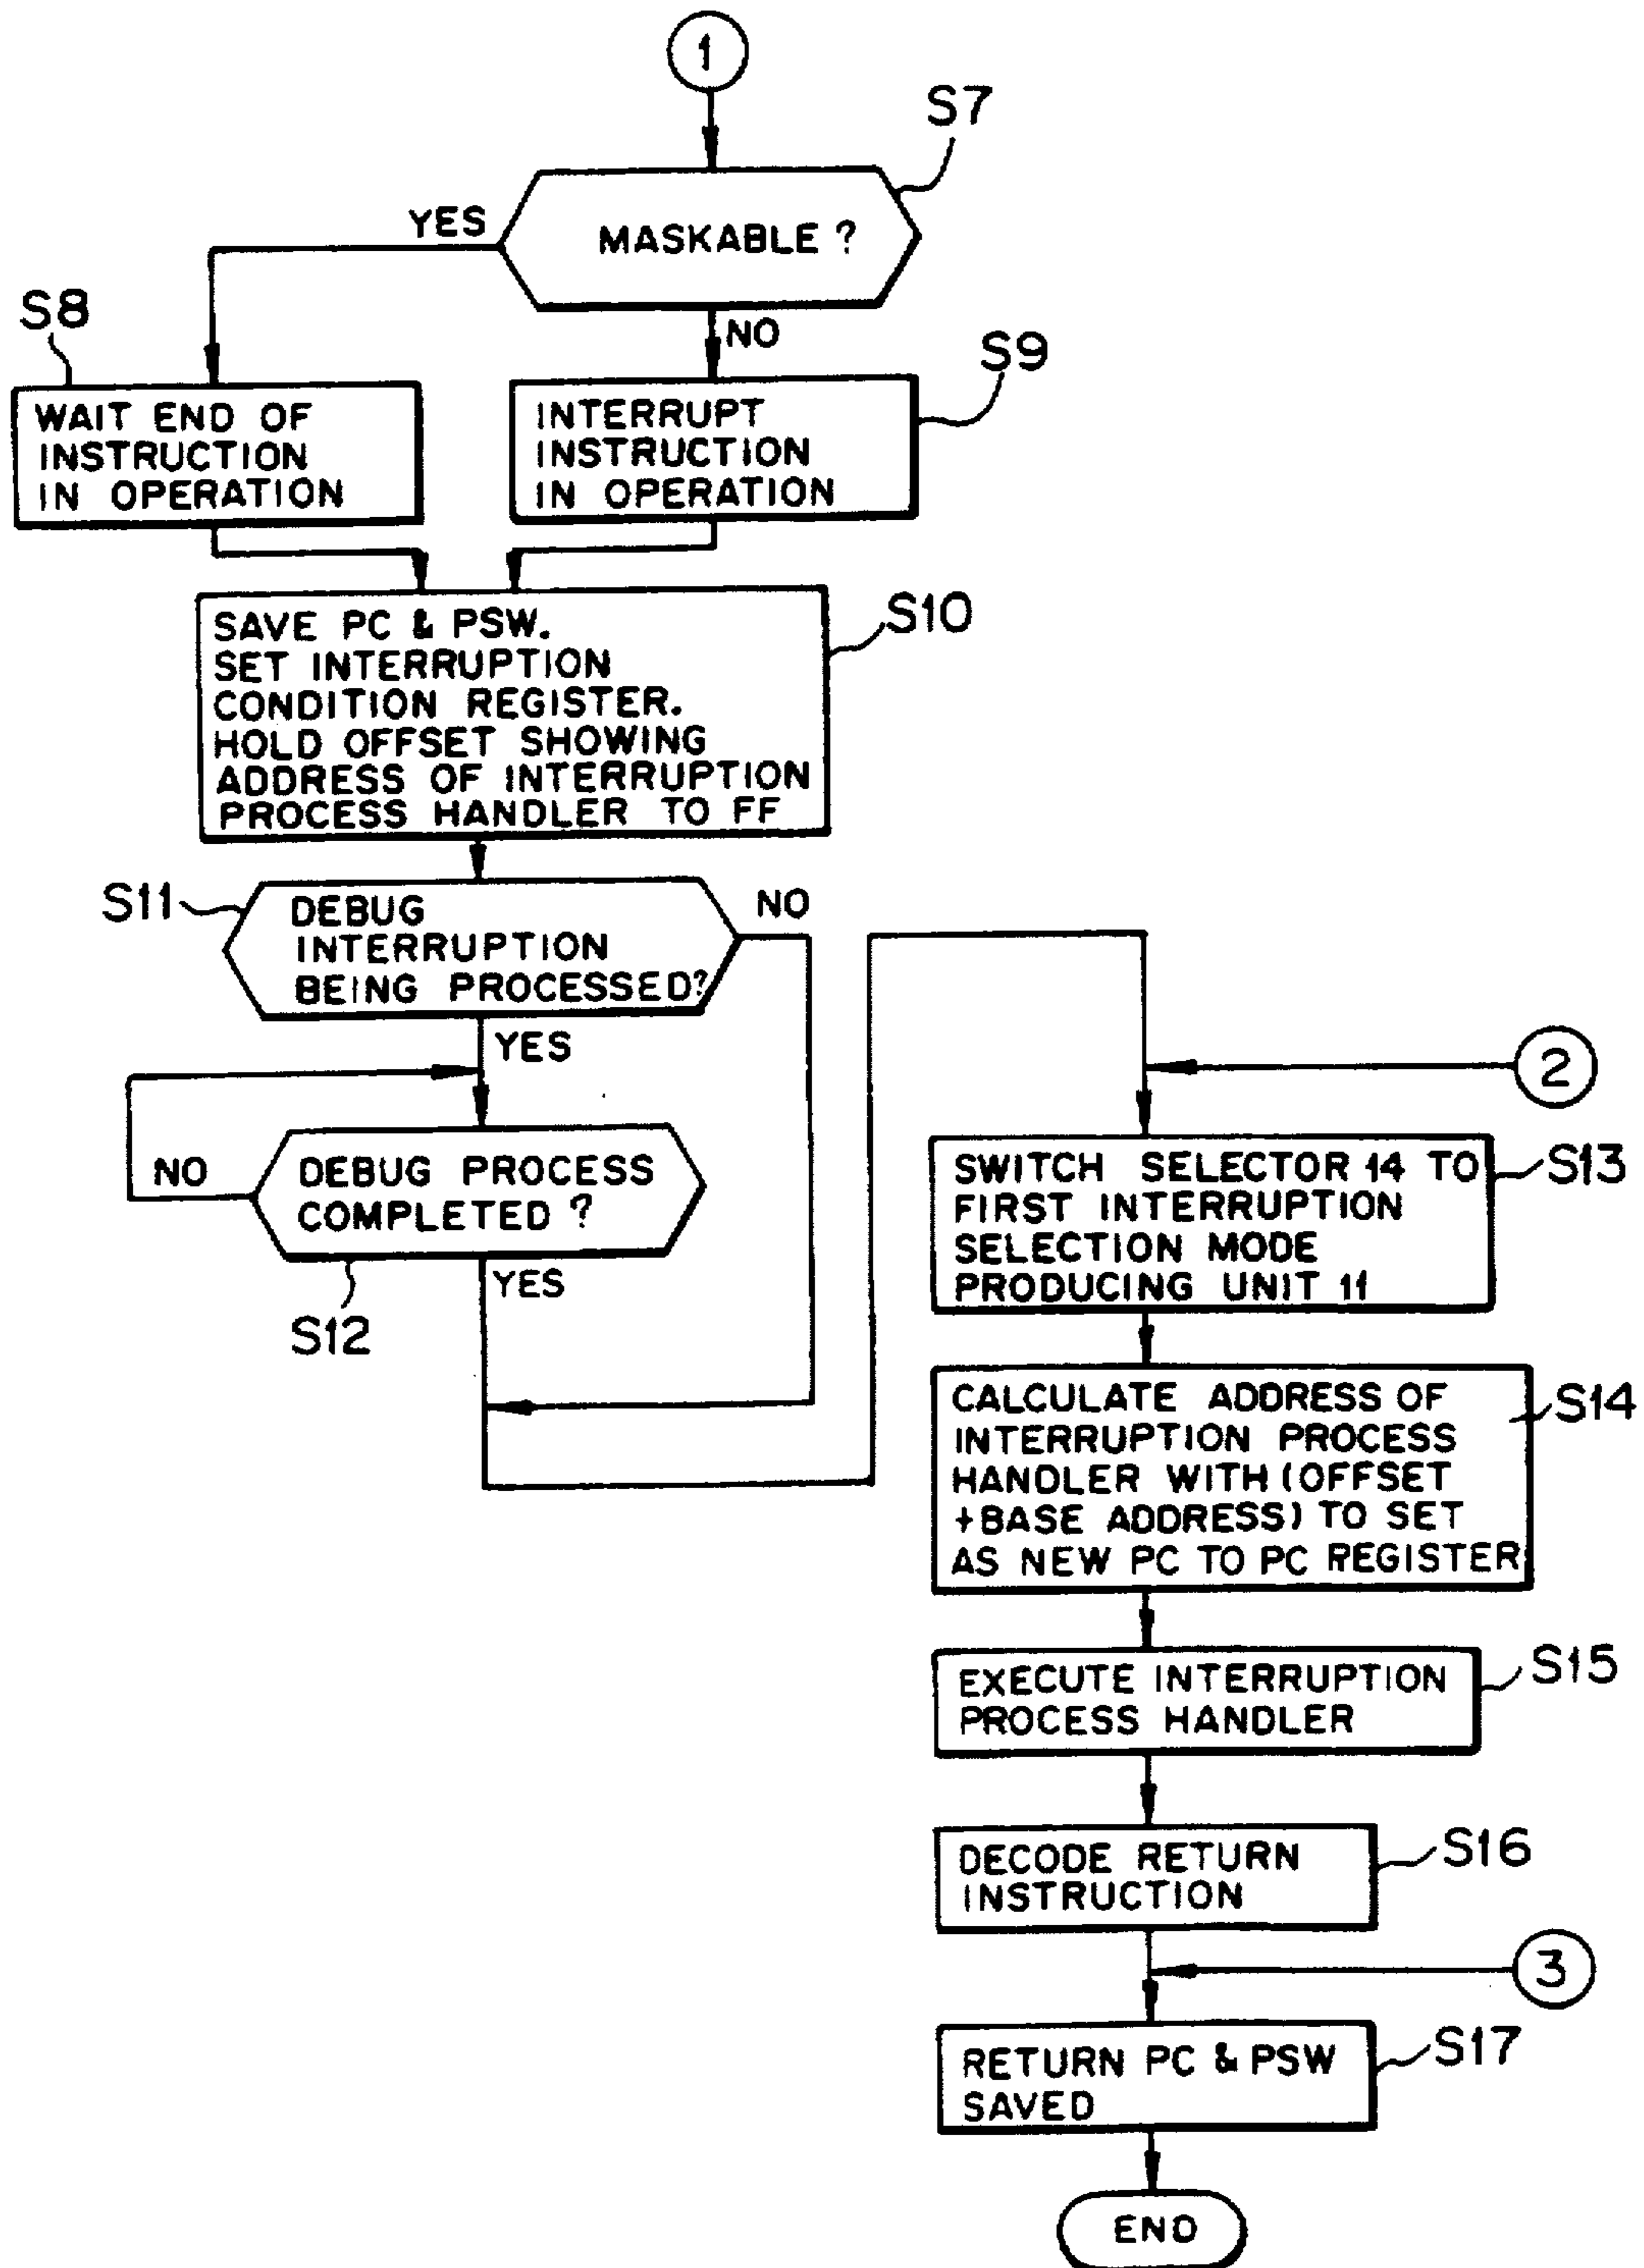 1
S7
MASKABLE ?
YES
NO
S8
WAIT END OF
INSTRUCTION
IN OPERATION
S9
INTERRUPT
INSTRUCTION
IN OPERATION
S10
SAVE PC & PSW.
SET INTERRUPTION
CONDITION REGISTER.
HOLD OFFSET SHOWING
ADDRESS OF INTERRUPTION
PROCESS HANDLER TO FF
S11
DEBUG
INTERRUPTION
BEING PROCESSED?
NO
YES
NO
DEBUG PROCESS
COMPLETED ?
YES
S12
2
SWITCH SELECTOR 14 TO
FIRST INTERRUPTION
SELECTION MODE
PRODUCING UNIT 11
S13
CALCULATE ADDRESS OF
INTERRUPTION PROCESS
HANDLER WITH (OFFSET
+BASE ADDRESS) TO SET
AS NEW PC TO PC REGISTER
S14
EXECUTE INTERRUPTION
PROCESS HANDLER
S15
DECODE RETURN
INSTRUCTION
S16
3
RETURN PC & PSW
SAVED
S17
END